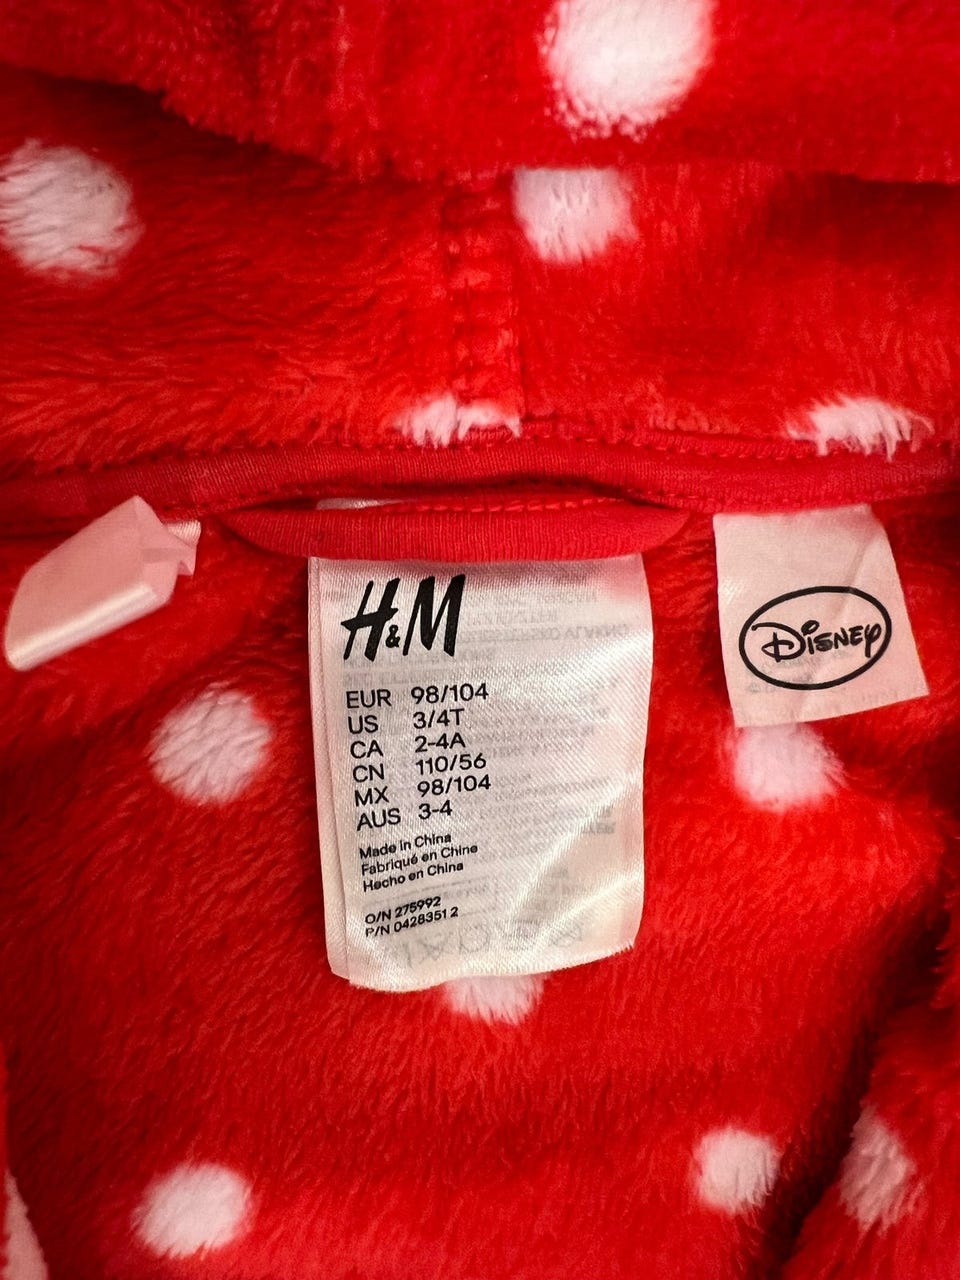 H&M
EUR 98/104
US 3/4T
CA 2-4A
CN 110/56
MX 98/104
AUS 3-4
Made in China
Fabriqué en Chine
Hecho en China
O/N 275992
P/N 0428351 2
Disney